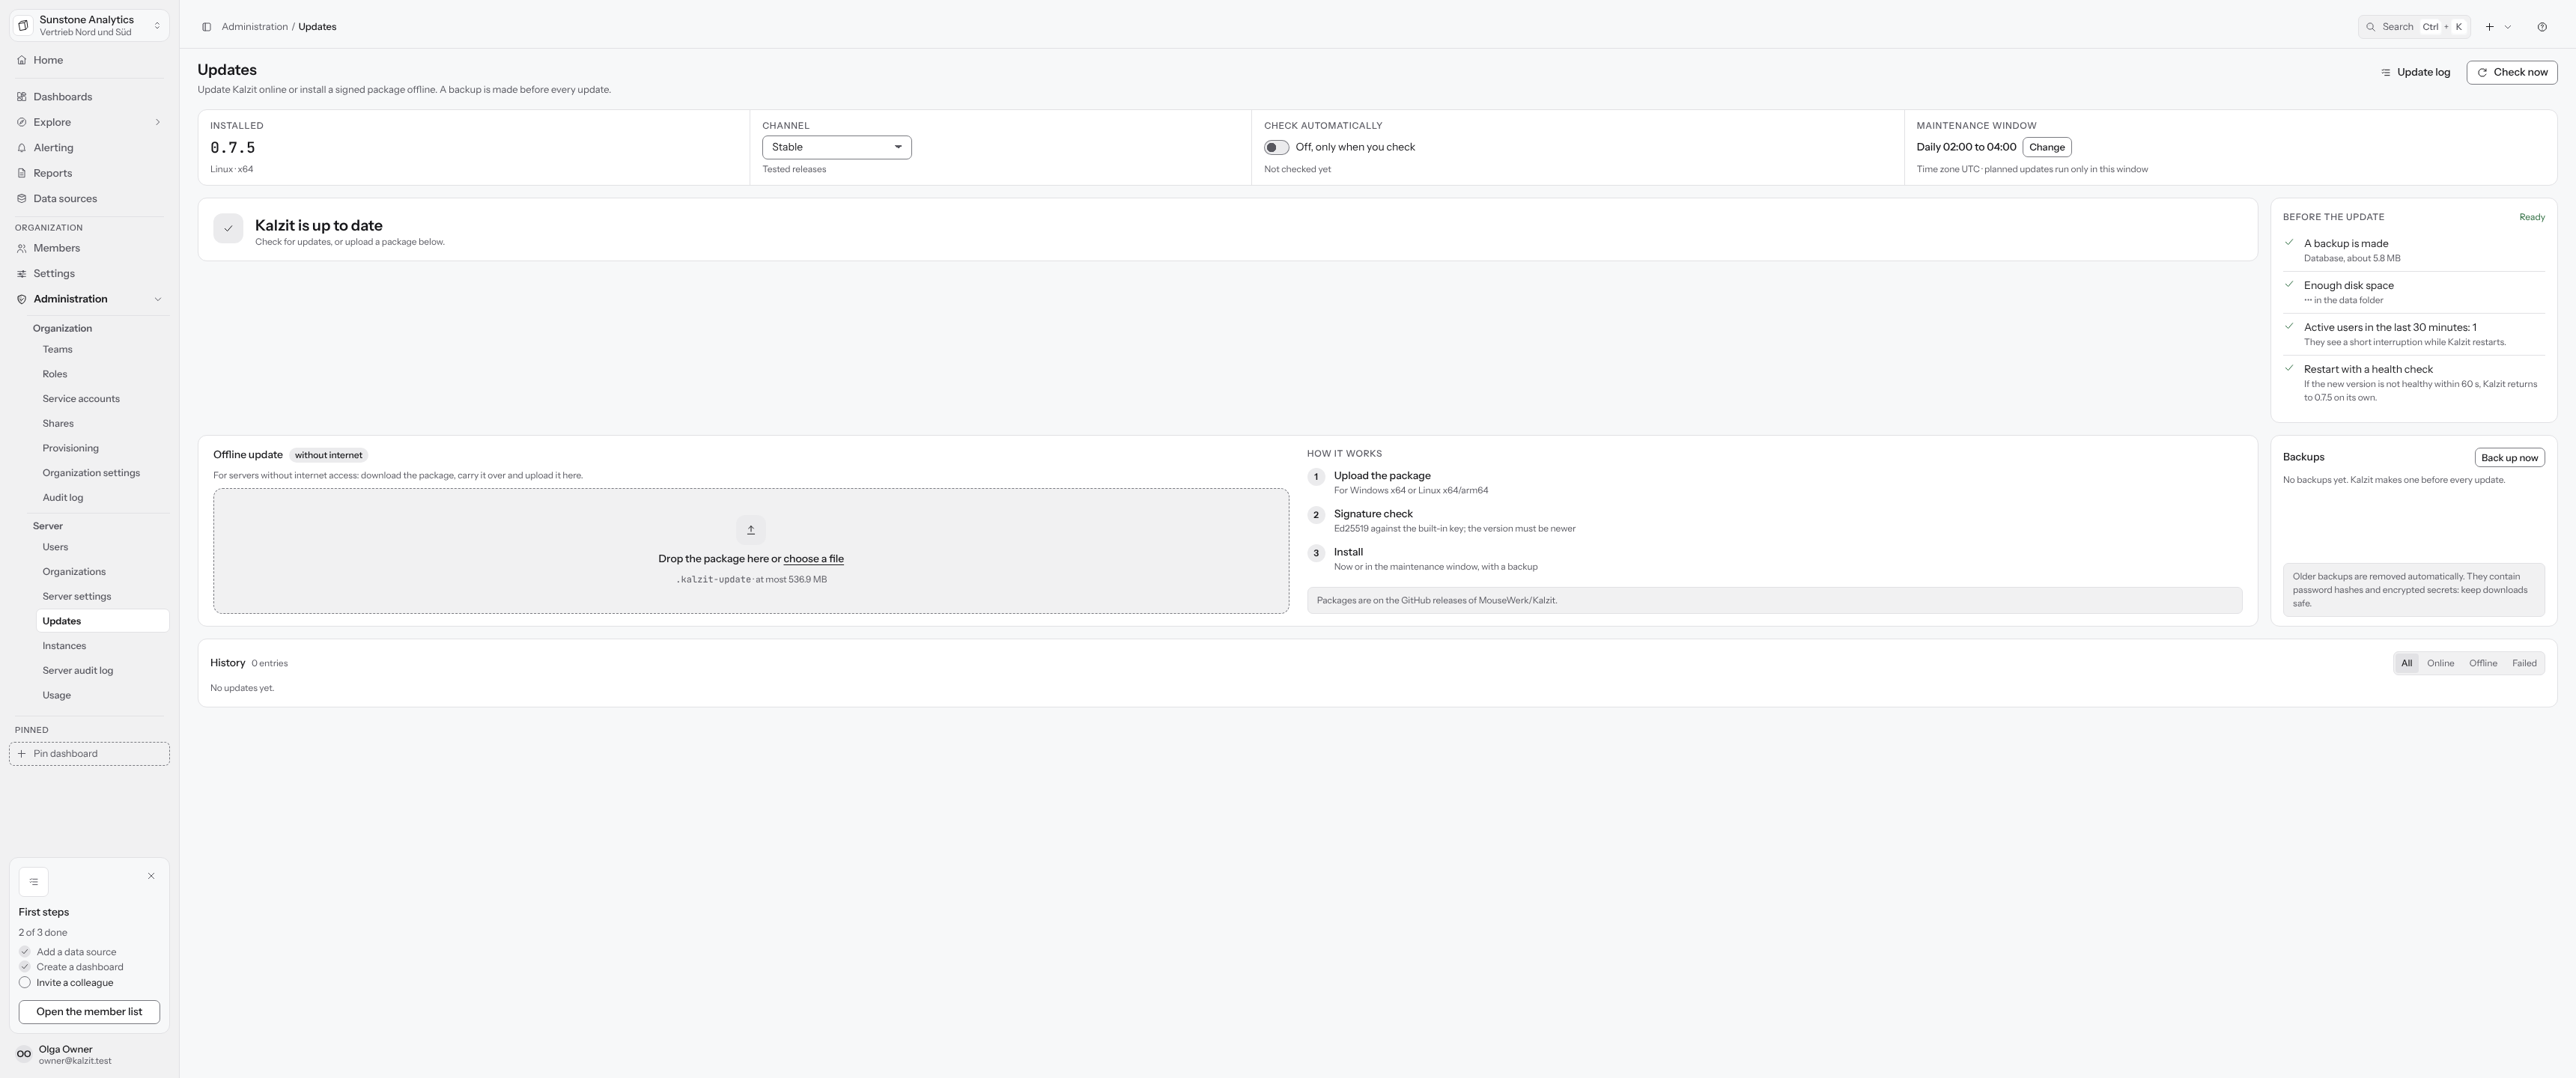 Sunstone Analytics
Vertrieb Nord und Süd
Home
Dashboards
Explore
Alerting
Reports
Data sources
ORGANIZATION
Members
Settings
Administration
Organization
Teams
Roles
Service accounts
Shares
Provisioning
Organization settings
Audit log
Server
Users
Organizations
Server settings
Updates
Instances
Server audit log
Usage
PINNED
Pin dashboard
First steps
2 of 3 done
Add a data source
Create a dashboard
Invite a colleague
Open the member list
OO
Olga Owner
owner@kalzit.test
Administration / Updates
Search Ctrl + K
Updates
Update Kalzit online or install a signed package offline. A backup is made before every update.
Update log
Check now
INSTALLED
0.7.5
Linux · x64
CHANNEL
Stable
Tested releases
CHECK AUTOMATICALLY
Off, only when you check
Not checked yet
MAINTENANCE WINDOW
Daily 02:00 to 04:00 Change
Time zone UTC · planned updates run only in this window
Kalzit is up to date
Check for updates, or upload a package below.
BEFORE THE UPDATE Ready
A backup is made
Database, about 5.8 MB
Enough disk space
··· in the data folder
Active users in the last 30 minutes: 1
They see a short interruption while Kalzit restarts.
Restart with a health check
If the new version is not healthy within 60 s, Kalzit returns
to 0.7.5 on its own.
Offline update without internet
For servers without internet access: download the package, carry it over and upload it here.
Drop the package here or choose a file
.kalzit-update · at most 536.9 MB
HOW IT WORKS
1 Upload the package
For Windows x64 or Linux x64/arm64
2 Signature check
Ed25519 against the built-in key; the version must be newer
3 Install
Now or in the maintenance window, with a backup
Packages are on the GitHub releases of MouseWerk/Kalzit.
Backups Back up now
No backups yet. Kalzit makes one before every update.
Older backups are removed automatically. They contain
password hashes and encrypted secrets: keep downloads
safe.
History 0 entries
All Online Offline Failed
No updates yet.